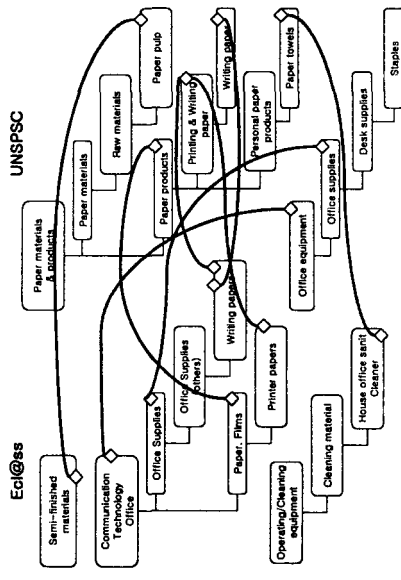 UNSPSC
Paper materials
& products
Paper materials
Raw materials
Paper pulp
Paper products
Printing & Writing
paper
Writing paper
Personal paper
products
Paper towels
Office equipment
Office supplies
Desk supplies
Staples
Ecl@ss
Semi-finished
materials
Communication
Technology
Office
Office Supplies
Office Supplies
(others)
Paper. Films
Writing papers
Printer papers
Operating/Cleaning
equipment
Cleaning material
House office sanit
Cleaner